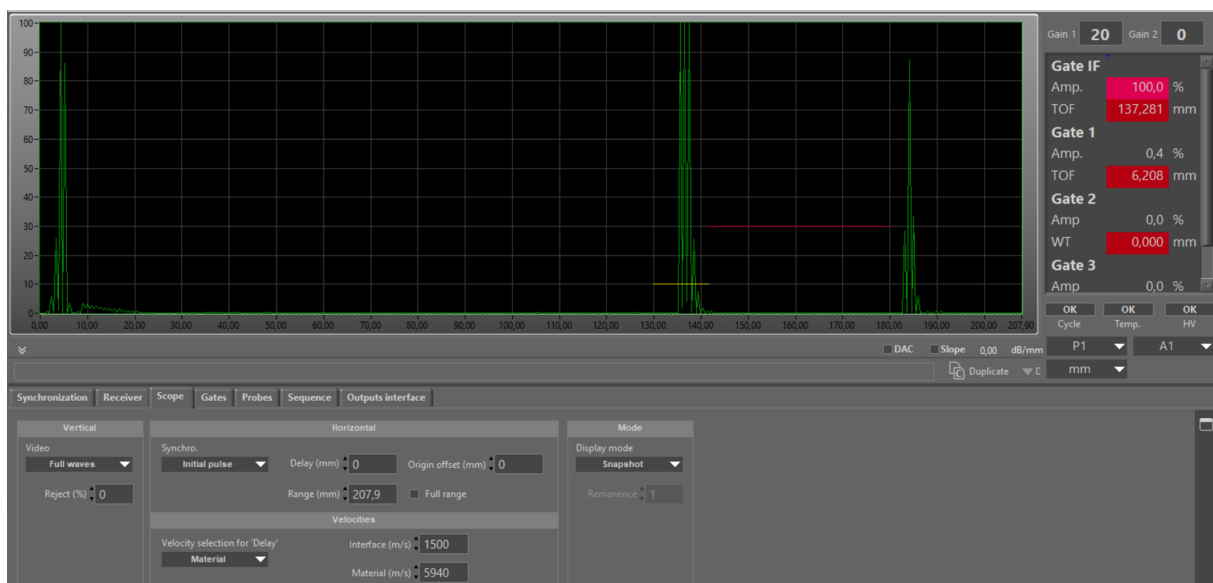 100
90
80
70
60
50
40
30
20
10
0
0,00 10,00 20,00 30,00 40,00 50,00 60,00 70,00 80,00 90,00 100,00 110,00 120,00 130,00 140,00 150,00 160,00 170,00 180,00 190,00 200,00 207,90
Gain 1 20 Gain 2 0
Gate IF
Amp. 100,0 %
TOF 137,281 mm
Gate 1
Amp. 0,4 %
TOF 6,208 mm
Gate 2
Amp 0,0 %
WT 0,000 mm
Gate 3
Amp 0,0 %
OK OK OK
Cycle Temp. HV
DAC Slope 0,00 dB/mm
P1 A1
Duplicate D
mm
Synchronization Receiver Scope Gates Probes Sequence Outputs interface
Vertical Horizontal Mode
Video Synchro. Display mode
Full waves Initial pulse Delay (mm) 0 Origin offset (mm) 0 Snapshot
Reject (%) 0 Range (mm) 207,9 Full range Remanence 1
Velocities
Velocity selection for 'Delay' Interface (m/s) 1500
Material Material (m/s) 5940